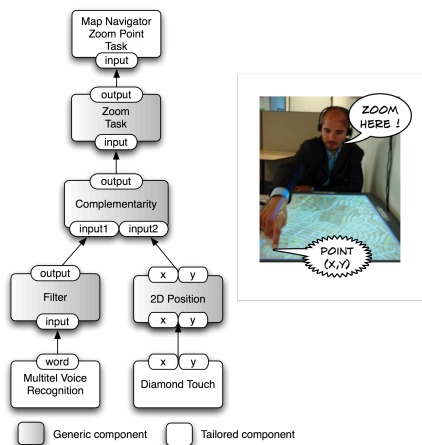 Map Navigator
Zoom Point
Task
input
output
Zoom
Task
input
output
Complementarity
input1 input2
output
Filter
input
word
Multitel Voice
Recognition
x y
2D Position
x y
x y
Diamond Touch
ZOOM
HERE !
POINT
(X,Y)
Generic component
Tailored component